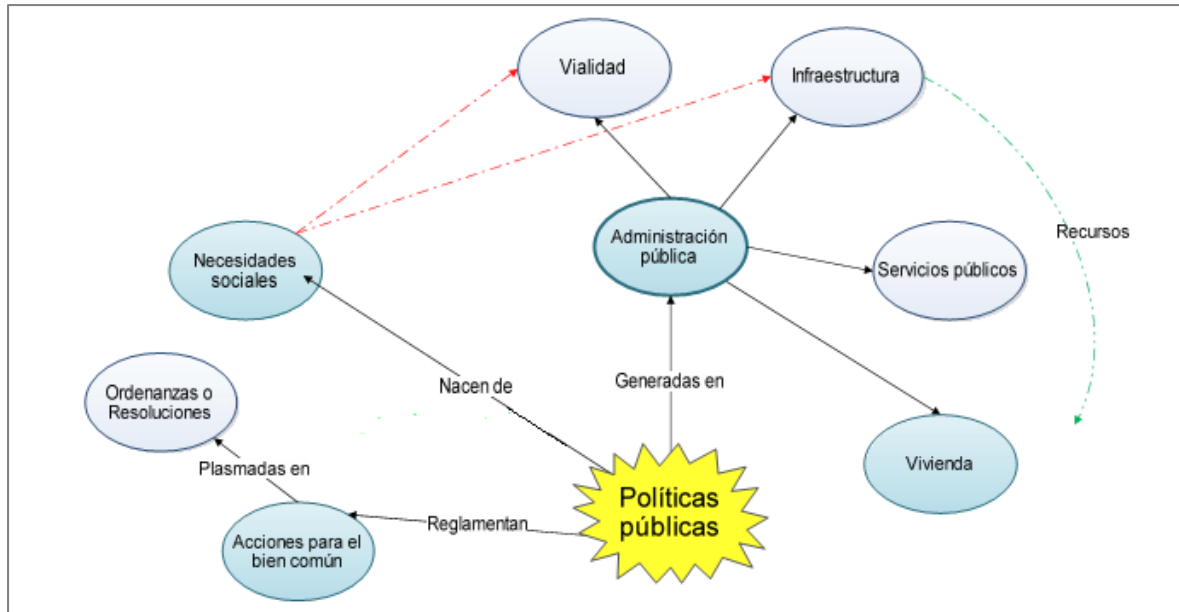 Vialidad
Infraestructura
Administración
pública
Recursos
Necesidades
sociales
Servicios públicos
Nacen de
Generadas en
Ordenanzas o
Resoluciones
Plasmadas en
Vivienda
Políticas
públicas
Reglamentan
Acciones para el
bien común